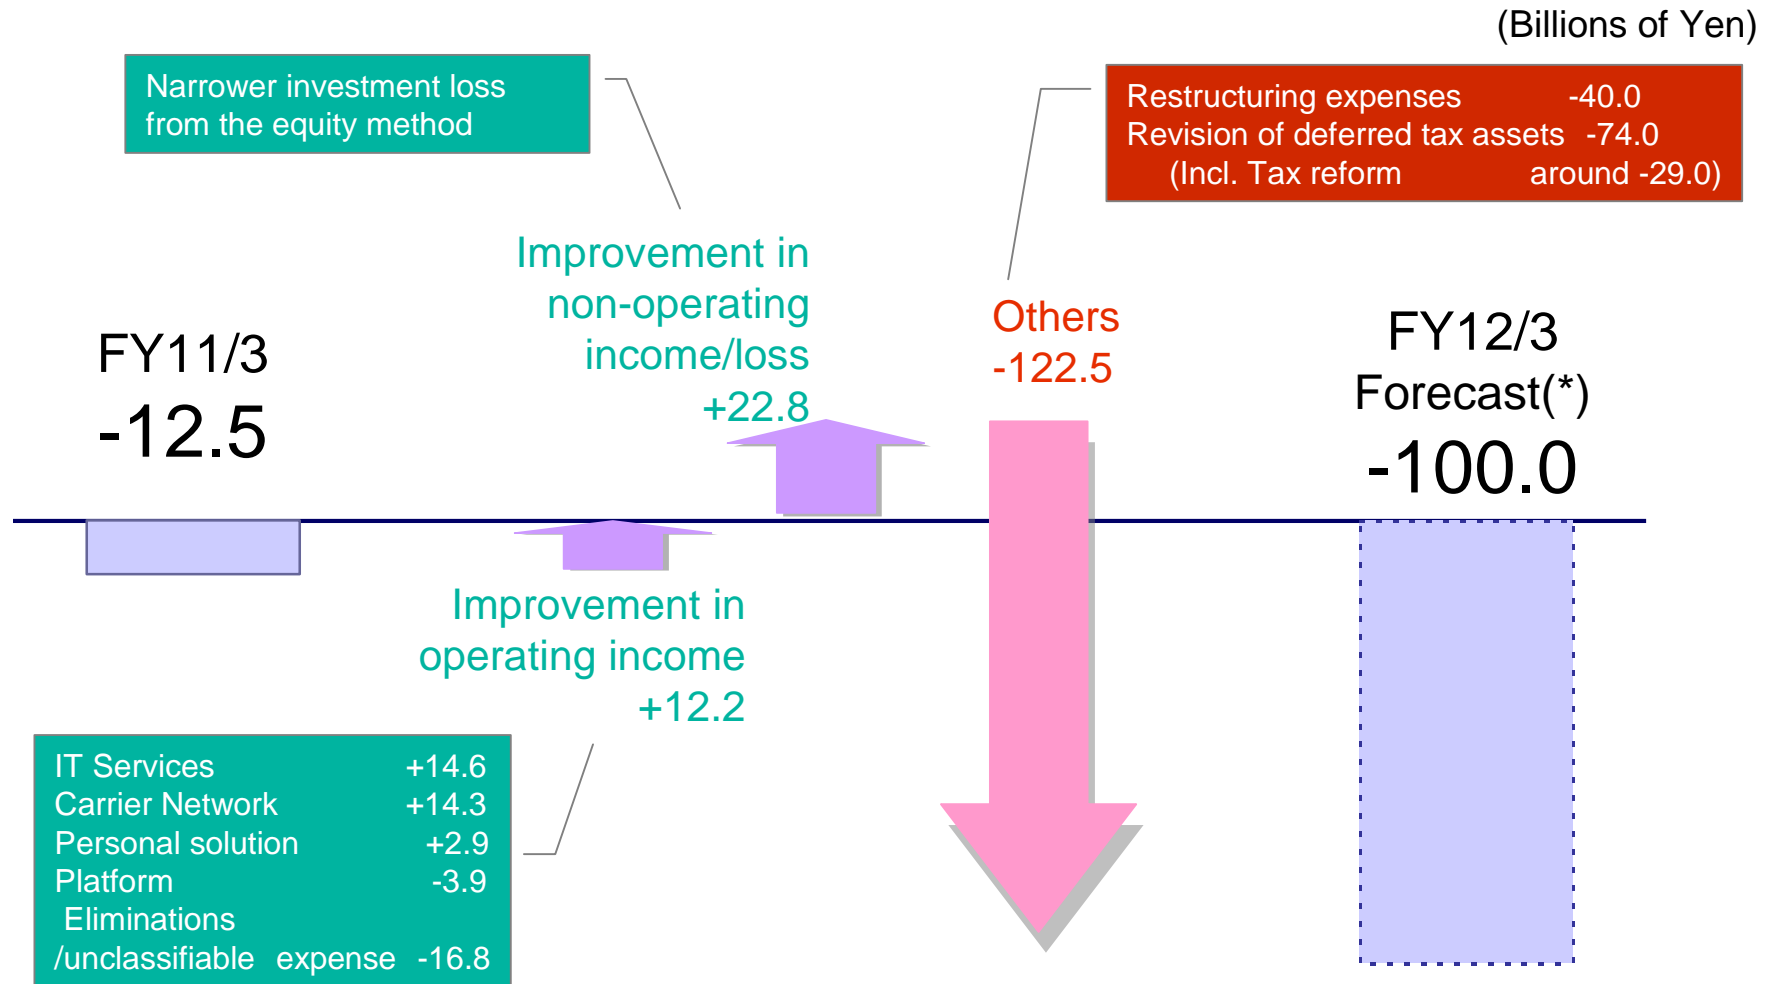 (Billions of Yen)
Narrower investment loss
from the equity method
Restructuring expenses -40.0
Revision of deferred tax assets -74.0
(Incl. Tax reform around -29.0)
Improvement in
non-operating
income/loss
+22.8
Others
-122.5
FY11/3
-12.5
FY12/3
Forecast(*)
-100.0
Improvement in
operating income
+12.2
IT Services +14.6
Carrier Network +14.3
Personal solution +2.9
Platform -3.9
Eliminations
/unclassifiable expense -16.8